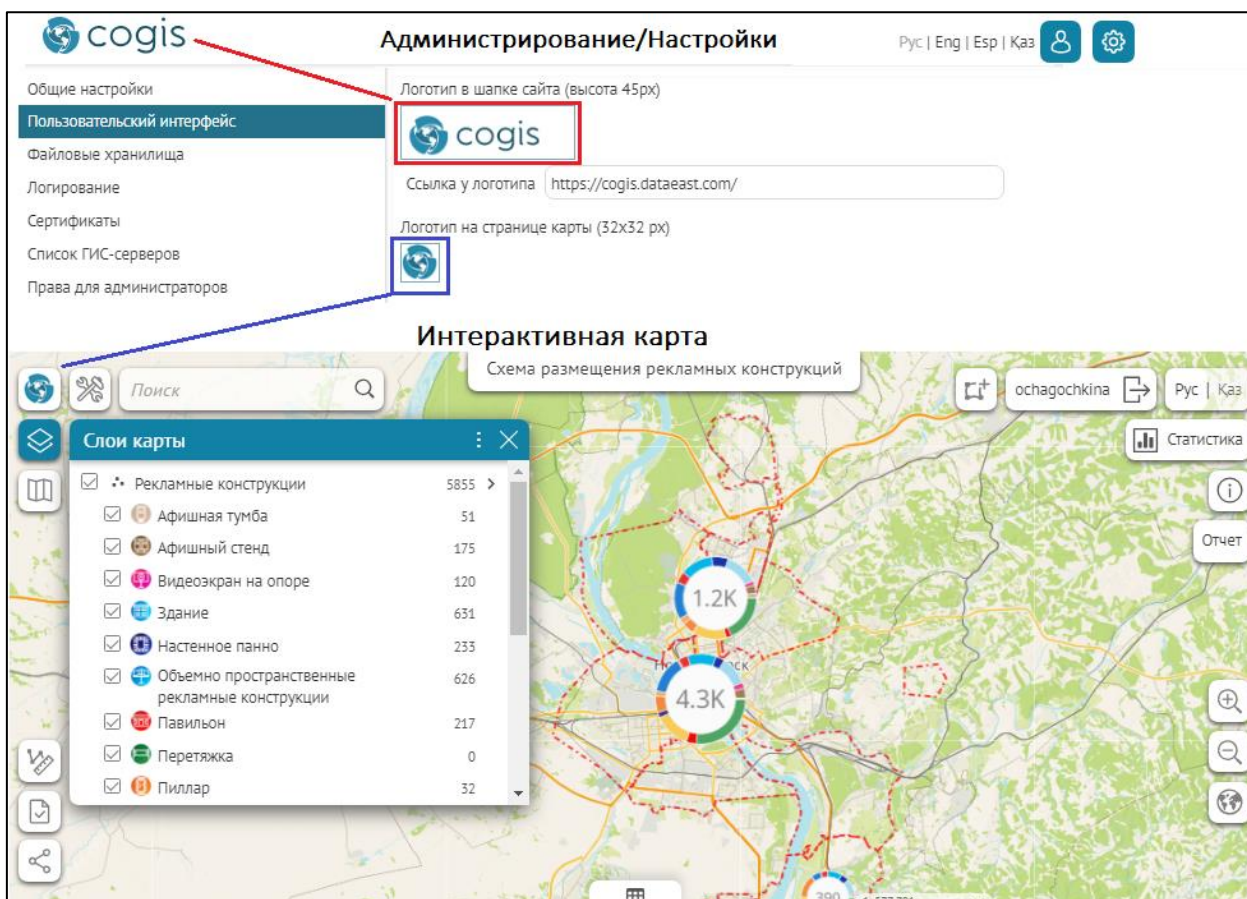 cogis
Администрирование/Настройки
Рус | Eng | Esp | Қаз
Общие настройки
Пользовательский интерфейс
Файловые хранилища
Логирование
Сертификаты
Список ГИС-серверов
Права для администраторов
Логотип в шапке сайта (высота 45px)
cogis
Ссылка у логотипа https://cogis.dataeast.com/
Логотип на странице карты (32x32 px)
Интерактивная карта
Схема размещения рекламных конструкций
Поиск
ochagochkina
Рус | Қаз
Статистика
Отчет
Слои карты
Рекламные конструкции 5855
Афишная тумба 51
Афишный стенд 175
Видеоэкран на опоре 120
Здание 631
Настенное панно 233
Объемно пространственные 626
рекламные конструкции
Павильон 217
Перетяжка 0
Пиллар 32
1.2K
4.3K
390